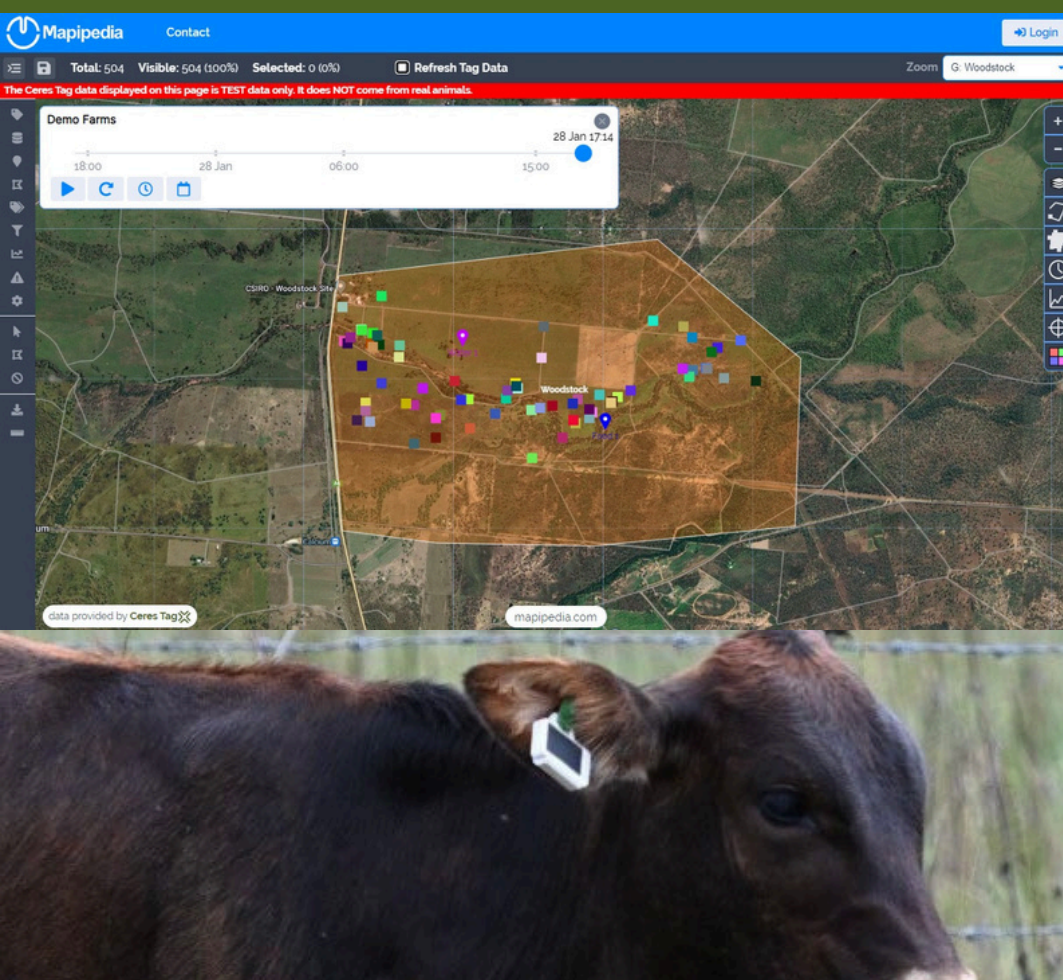 Mapipedia
Contact
Login
Total: 504 Visible: 504 (100%) Selected: 0 (0%)
Refresh Tag Data
Zoom
G: Woodstock
The Ceres Tag data displayed on this page is TEST data only. It does NOT come from real animals.
Demo Farms
28 Jan 17:14
18:00
28 Jan
06:00
15:00
CSIRO - Woodstock Site
Woodstock
Calcium
um
data provided by Ceres Tag
mapipedia.com